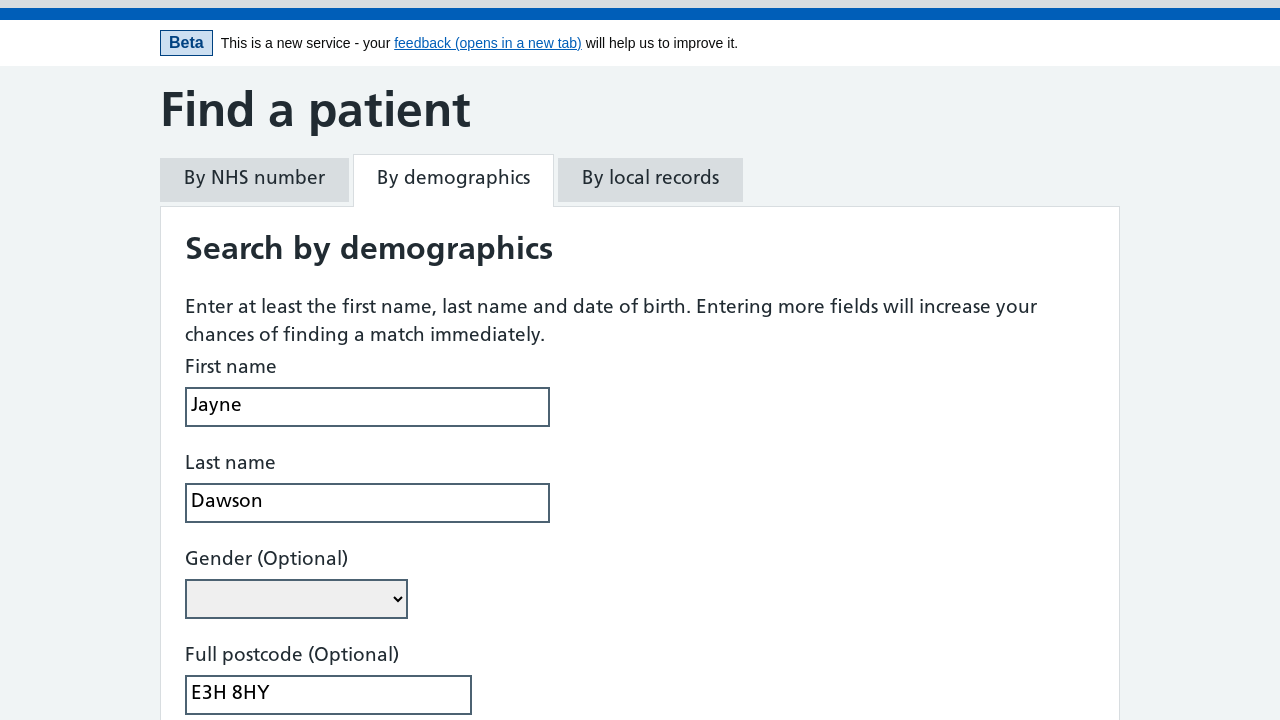 Beta This is a new service - your feedback (opens in a new tab) will help us to improve it.
Find a patient
By NHS number By demographics By local records
Search by demographics
Enter at least the first name, last name and date of birth. Entering more fields will increase your
chances of finding a match immediately.
First name
Jayne
Last name
Dawson
Gender (Optional)
Full postcode (Optional)
E3H 8HY